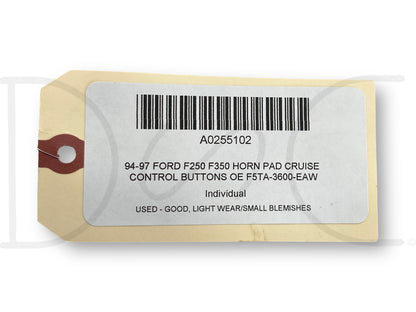 A0255102
94-97 FORD F250 F350 HORN PAD CRUISE
CONTROL BUTTONS OE F5TA-3600-EAW
Individual
USED - GOOD, LIGHT WEAR/SMALL BLEMISHES